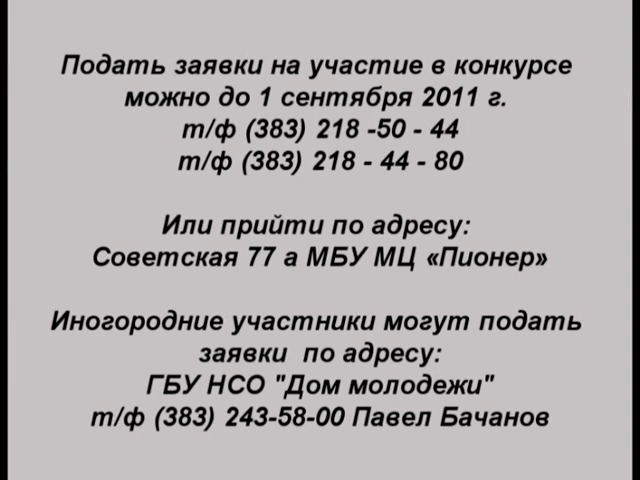 Подать заявки на участие в конкурсе
можно до 1 сентября 2011 г.
т/ф (383) 218 -50 - 44
т/ф (383) 218 - 44 - 80
Или прийти по адресу:
Советская 77 а МБУ МЦ «Пионер»
Иногородние участники могут подать
заявки  по адресу:
ГБУ НСО "Дом молодежи"
т/ф (383) 243-58-00 Павел Бачанов